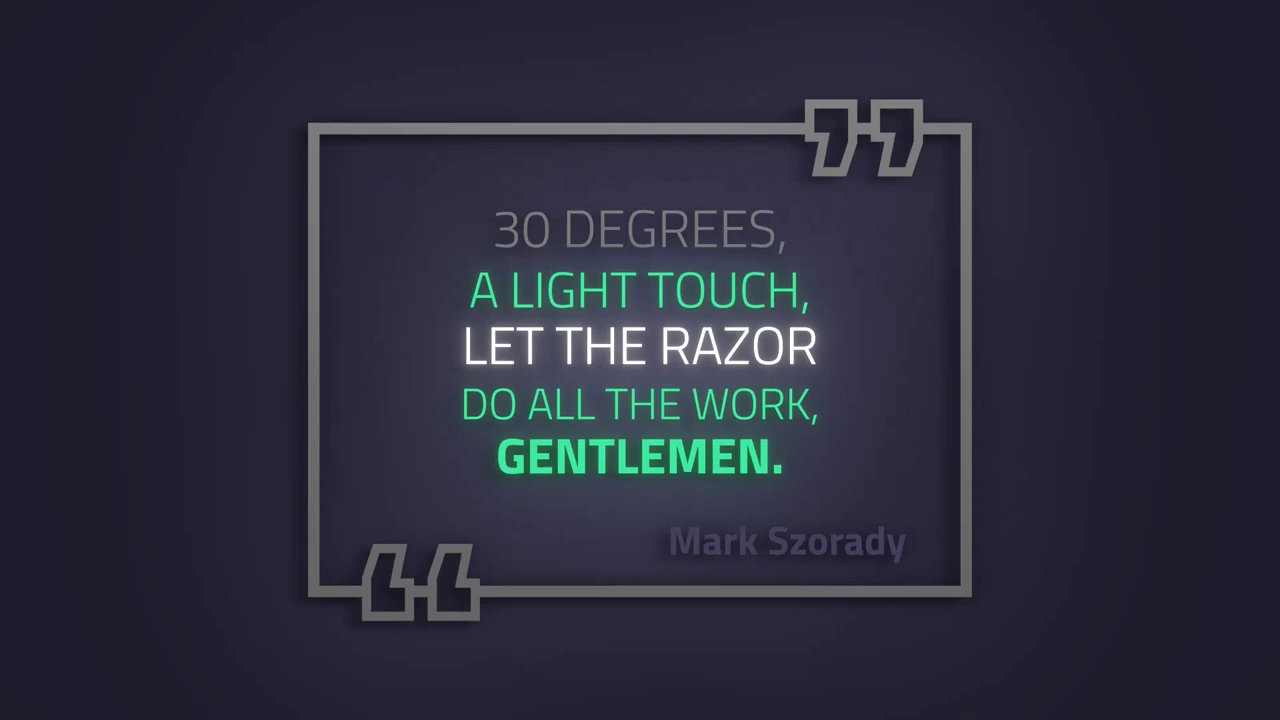 30 DEGREES,
A LIGHT TOUCH,
LET THE RAZOR
DO ALL THE WORK,
GENTLEMEN.
Mark Szorady